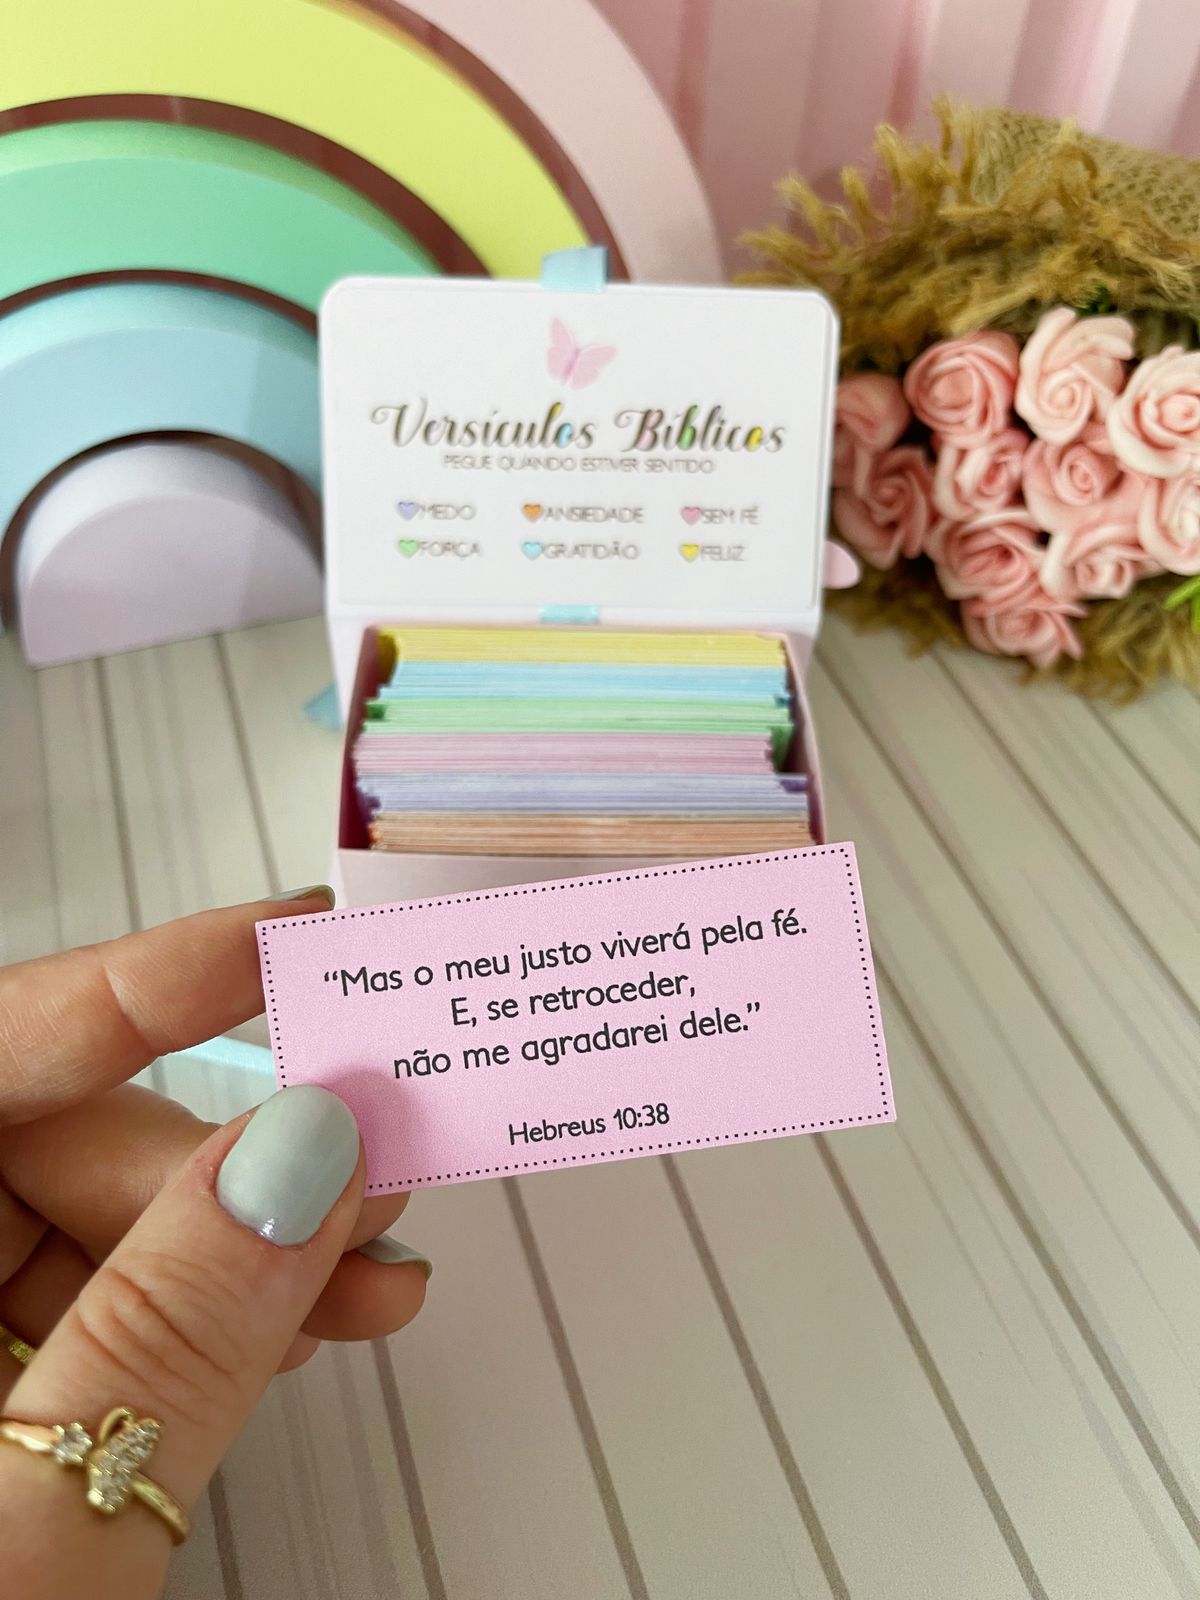 Versículos Bíblicos
PEGUE QUANDO ESTIVER SENTIDO
MEDO ANSIEDADE SEM FÉ
FORÇA GRATIDÃO FELIZ
“Mas o meu justo viverá pela fé.
E, se retroceder,
não me agradarei dele.”
Hebreus 10:38